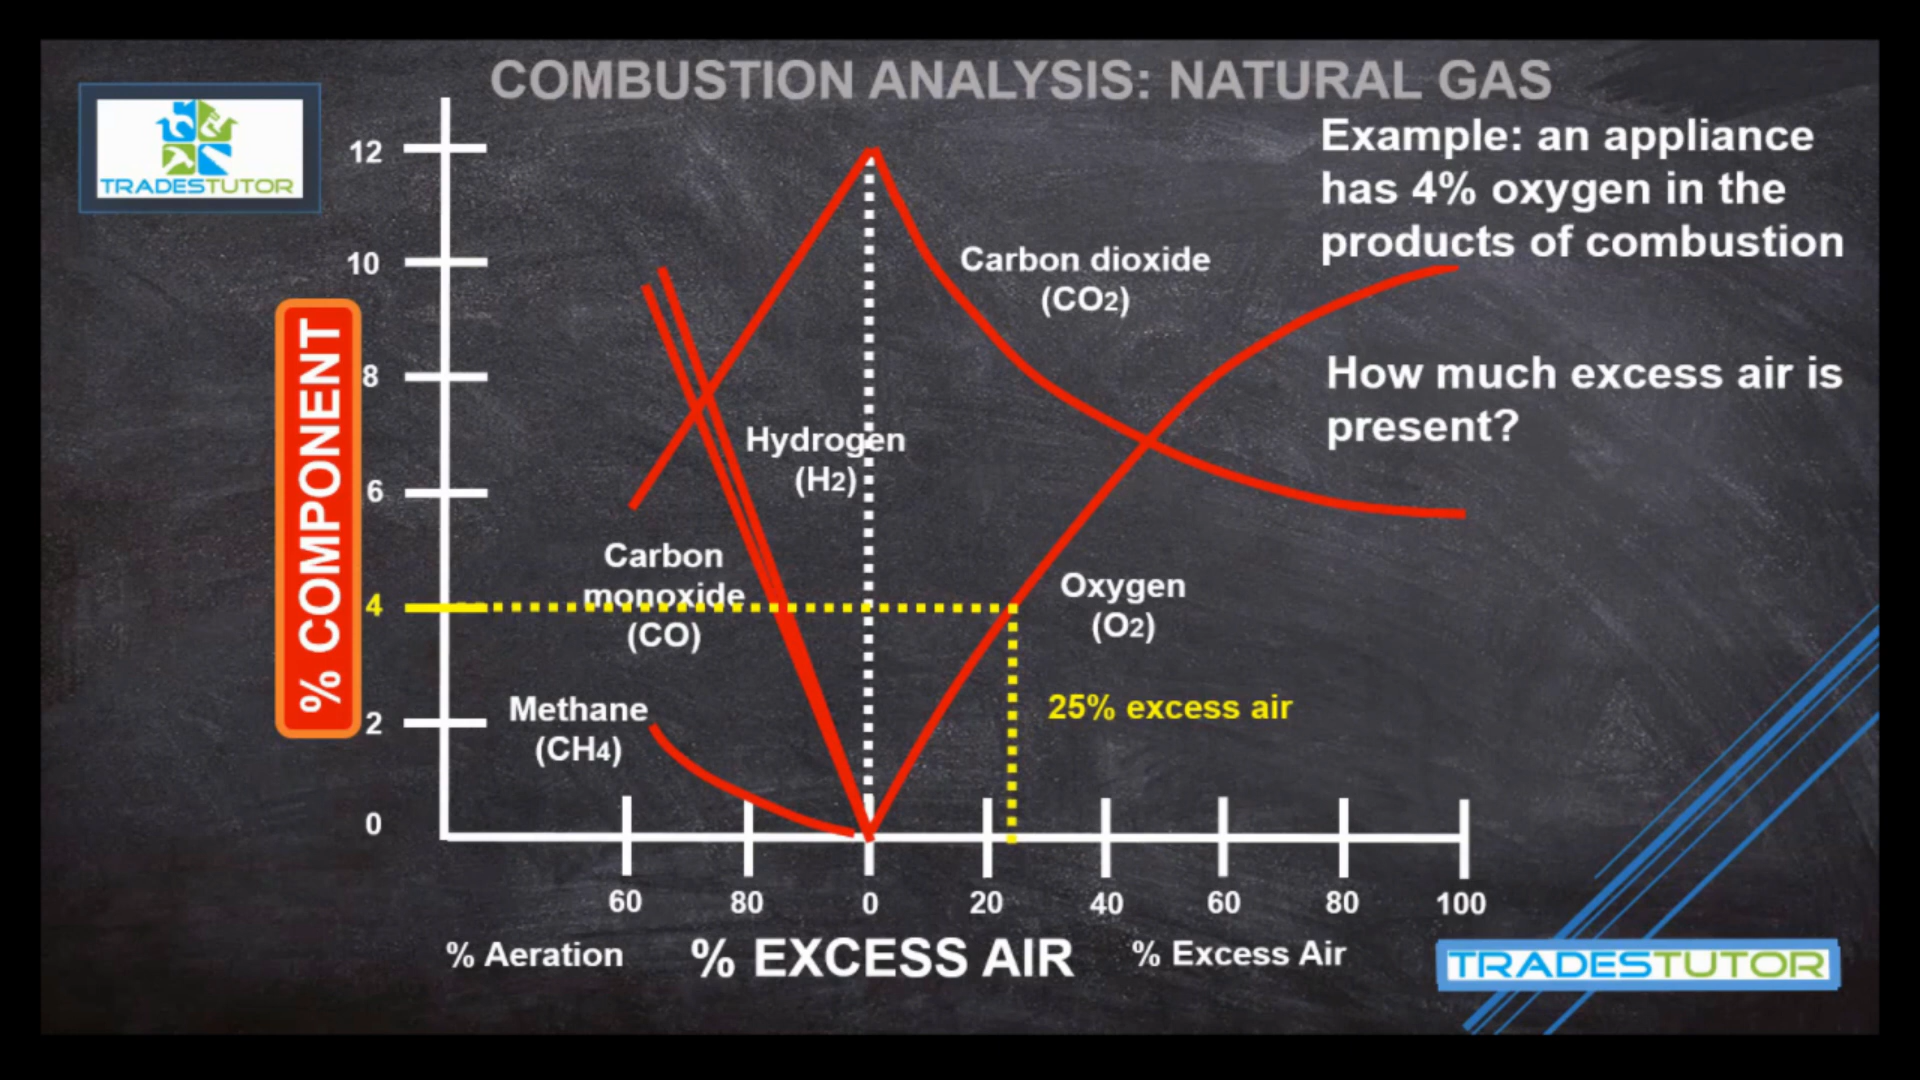 COMBUSTION ANALYSIS: NATURAL GAS
TRADESTUTOR
Example: an appliance
has 4% oxygen in the
products of combustion
How much excess air is
present?
% COMPONENT
12
10
8
6
4
2
0
Carbon dioxide
(CO2)
Hydrogen
(H2)
Carbon
monoxide
(CO)
Oxygen
(O2)
Methane
(CH4)
25% excess air
60
80
0
20
40
60
80
100
% Aeration
% EXCESS AIR
% Excess Air
TRADESTUTOR